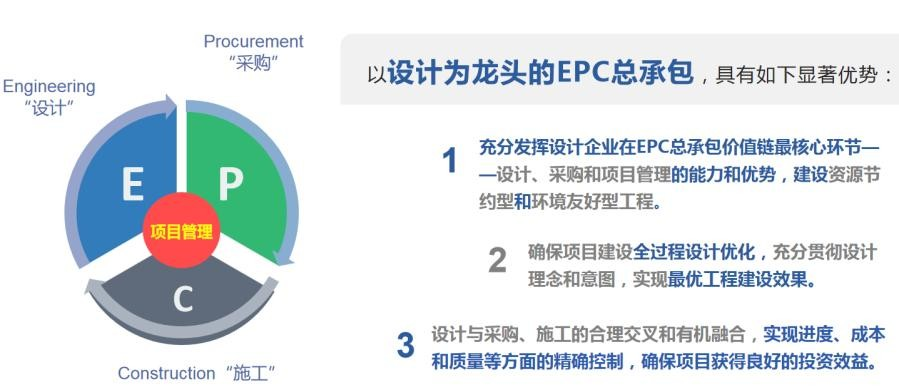 Procurement
“采购“
Engineering
“设计“
E
P
项目管理
C
Construction “施工“
以设计为龙头的EPC总承包，具有如下显著优势：
1
充分发挥设计企业在EPC总承包价值链最核心环节—
—设计、采购和项目管理的能力和优势，建设资源节
约型和环境友好型工程。
2
确保项目建设全过程设计优化，充分贯彻设计
理念和意图，实现最优工程建设效果。
3
设计与采购、施工的合理交叉和有机融合，实现进度、成本
和质量等方面的精确控制，确保项目获得良好的投资效益。